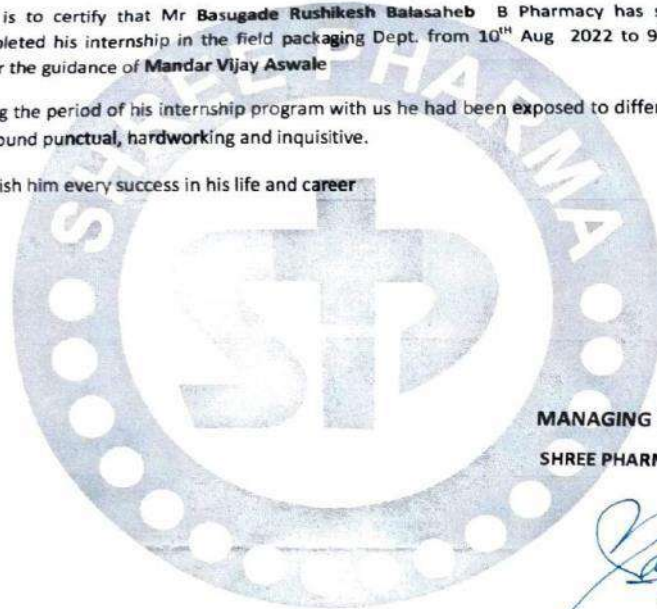 is to certify that Mr Basugade Rushikesh Balasaheb B Pharmacy has s
pleted his internship in the field packaging Dept. from 10TH Aug 2022 to 9
r the guidance of Mandar Vijay Aswale
g the period of his internship program with us he had been exposed to differ
ound punctual, hardworking and inquisitive.
ish him every success in his life and career
SHREE PHARMA
MANAGING
SHREE PHARM